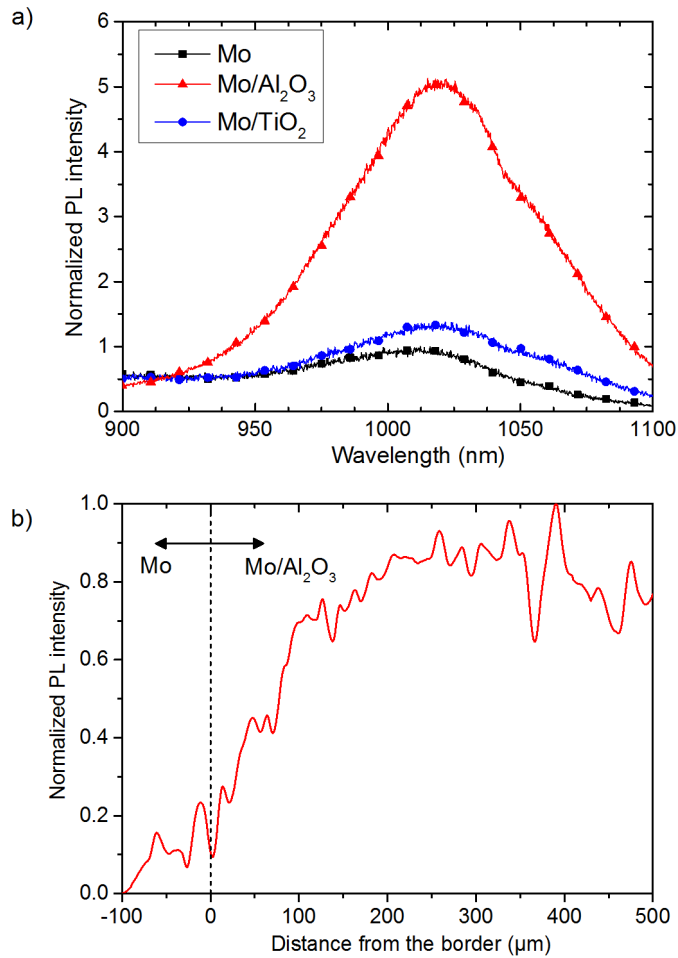 a)
Mo
Mo/Al₂O₃
Mo/TiO₂
Normalized PL intensity
6
5
4
3
2
1
0
900 950 1000 1050 1100
Wavelength (nm)
b)
Mo Mo/Al₂O₃
Normalized PL intensity
1.0
0.8
0.6
0.4
0.2
0.0
-100 0 100 200 300 400 500
Distance from the border (µm)